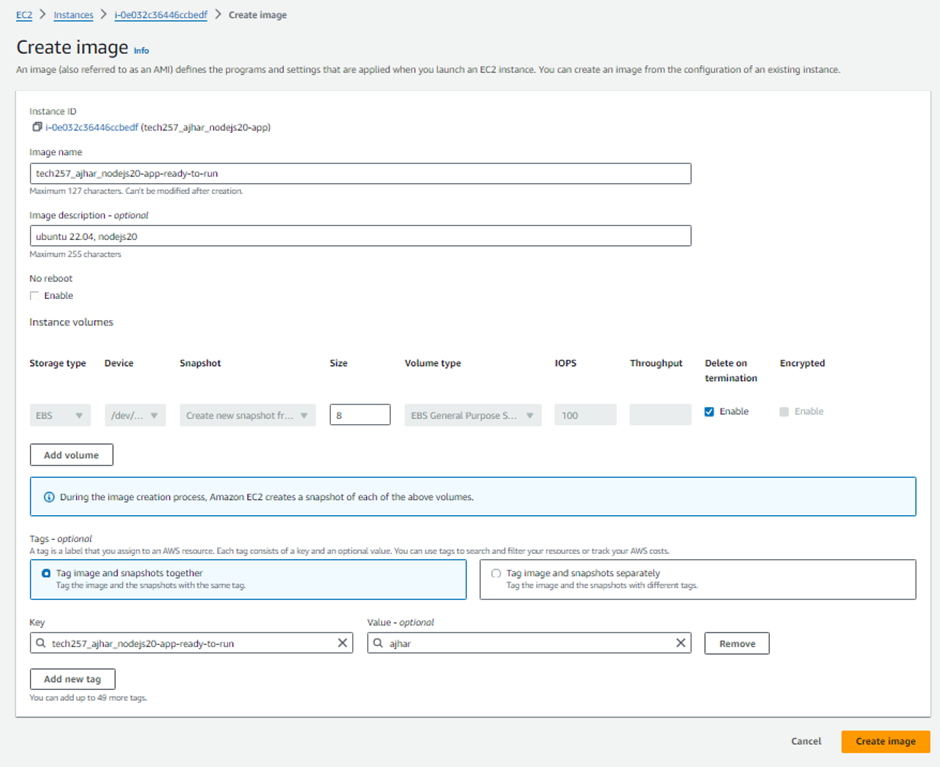 EC2 > Instances > i-0e032c36446ccbedf > Create image
Create image Info
An image (also referred to as an AMI) defines the programs and settings that are applied when you launch an EC2 instance. You can create an image from the configuration of an existing instance.
Instance ID
i-0e032c36446ccbedf (tech257_ajhar_nodejs20-app)
Image name
tech257_ajhar_nodejs20-app-ready-to-run
Maximum 127 characters. Can't be modified after creation.
Image description - optional
ubuntu 22.04, nodejs20
Maximum 255 characters
No reboot
Enable
Instance volumes
Storage type Device Snapshot Size Volume type IOPS Throughput Delete on termination Encrypted
EBS /dev/... Create new snapshot fr... 8 EBS General Purpose S... 100 Enable Enable
Add volume
During the image creation process, Amazon EC2 creates a snapshot of each of the above volumes.
Tags - optional
A tag is a label that you assign to an AWS resource. Each tag consists of a key and an optional value. You can use tags to search and filter your resources or track your AWS costs.
Tag image and snapshots together Tag image and snapshots separately
Tag the image and the snapshots with the same tag. Tag the image and the snapshots with different tags.
Key Value - optional
tech257_ajhar_nodejs20-app-ready-to-run ajhar Remove
Add new tag
You can add up to 49 more tags.
Cancel Create image